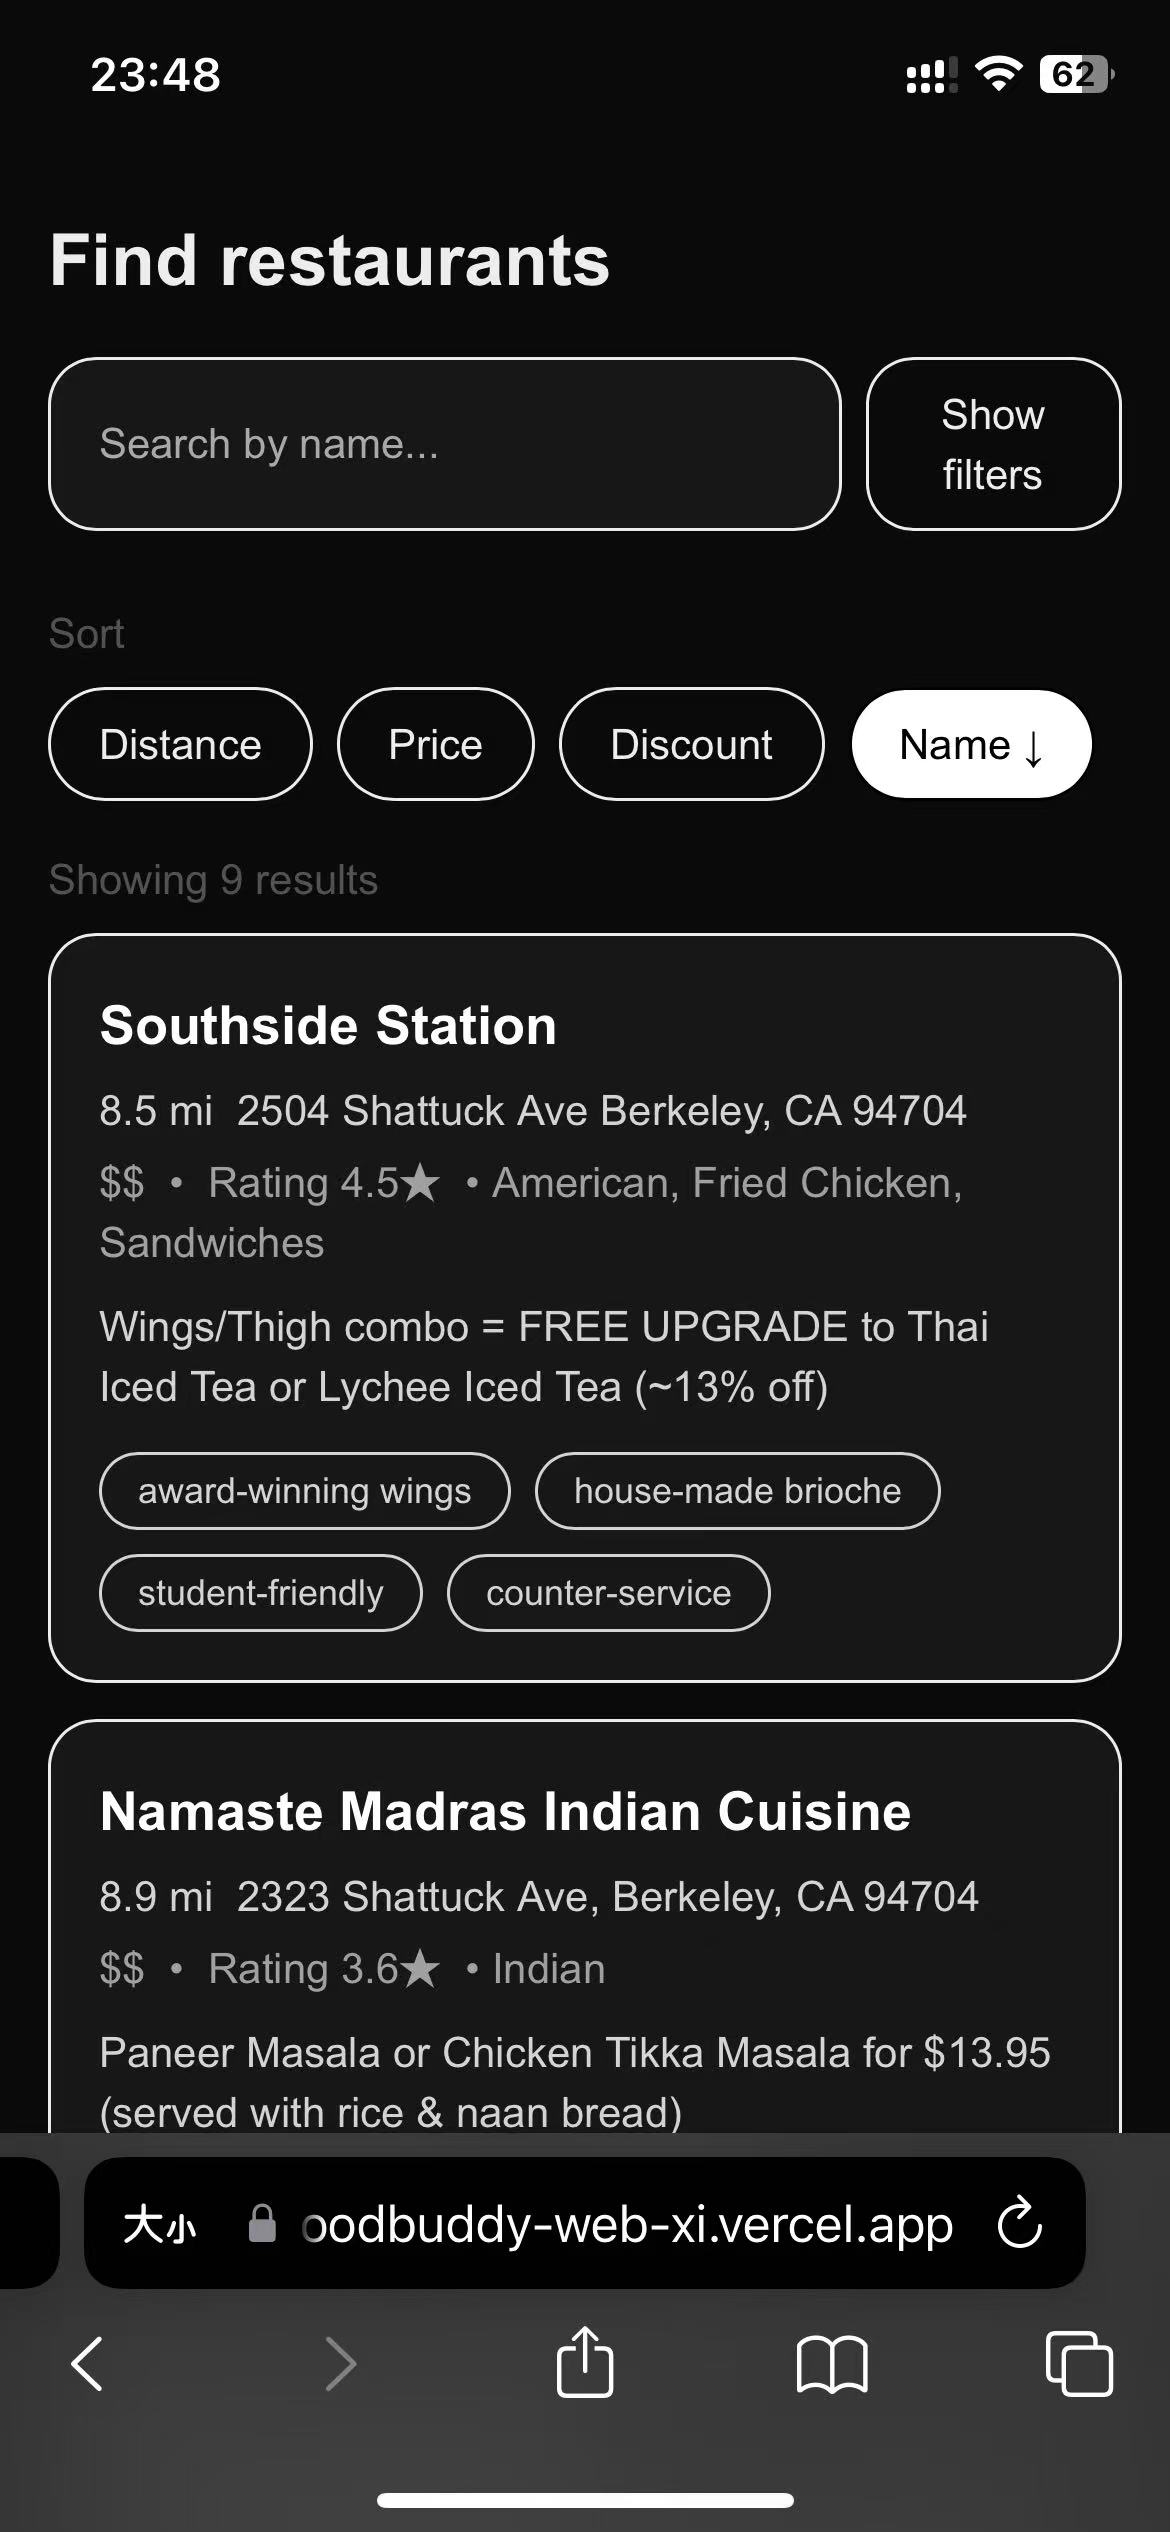 23:48
62
Find restaurants
Search by name...
Show
filters
Sort
Distance
Price
Discount
Name ↓
Showing 9 results
Southside Station
8.5 mi 2504 Shattuck Ave Berkeley, CA 94704
$$ • Rating 4.5★ • American, Fried Chicken,
Sandwiches
Wings/Thigh combo = FREE UPGRADE to Thai
Iced Tea or Lychee Iced Tea (~13% off)
award-winning wings
house-made brioche
student-friendly
counter-service
Namaste Madras Indian Cuisine
8.9 mi 2323 Shattuck Ave, Berkeley, CA 94704
$$ • Rating 3.6★ • Indian
Paneer Masala or Chicken Tikka Masala for $13.95
(served with rice & naan bread)
大小
oodbuddy-web-xi.vercel.app